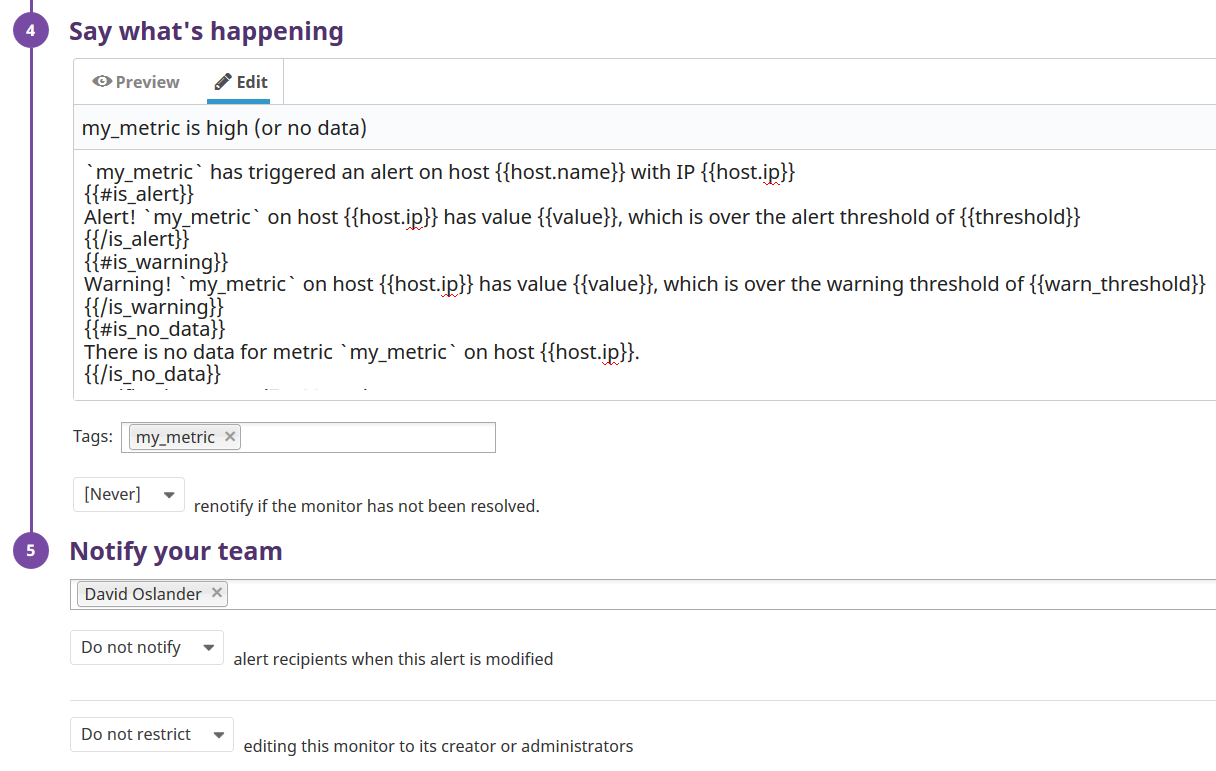 4
Say what's happening
Preview
Edit
my_metric is high (or no data)
`my_metric` has triggered an alert on host {{host.name}} with IP {{host.ip}}
{{#is_alert}}
Alert! `my_metric` on host {{host.ip}} has value {{value}}, which is over the alert threshold of {{threshold}}
{{/is_alert}}
{{#is_warning}}
Warning! `my_metric` on host {{host.ip}} has value {{value}}, which is over the warning threshold of {{warn_threshold}}
{{/is_warning}}
{{#is_no_data}}
There is no data for metric `my_metric` on host {{host.ip}}.
{{/is_no_data}}
Tags: my_metric ×
[Never] renotify if the monitor has not been resolved.
5
Notify your team
David Oslander ×
Do not notify alert recipients when this alert is modified
Do not restrict editing this monitor to its creator or administrators